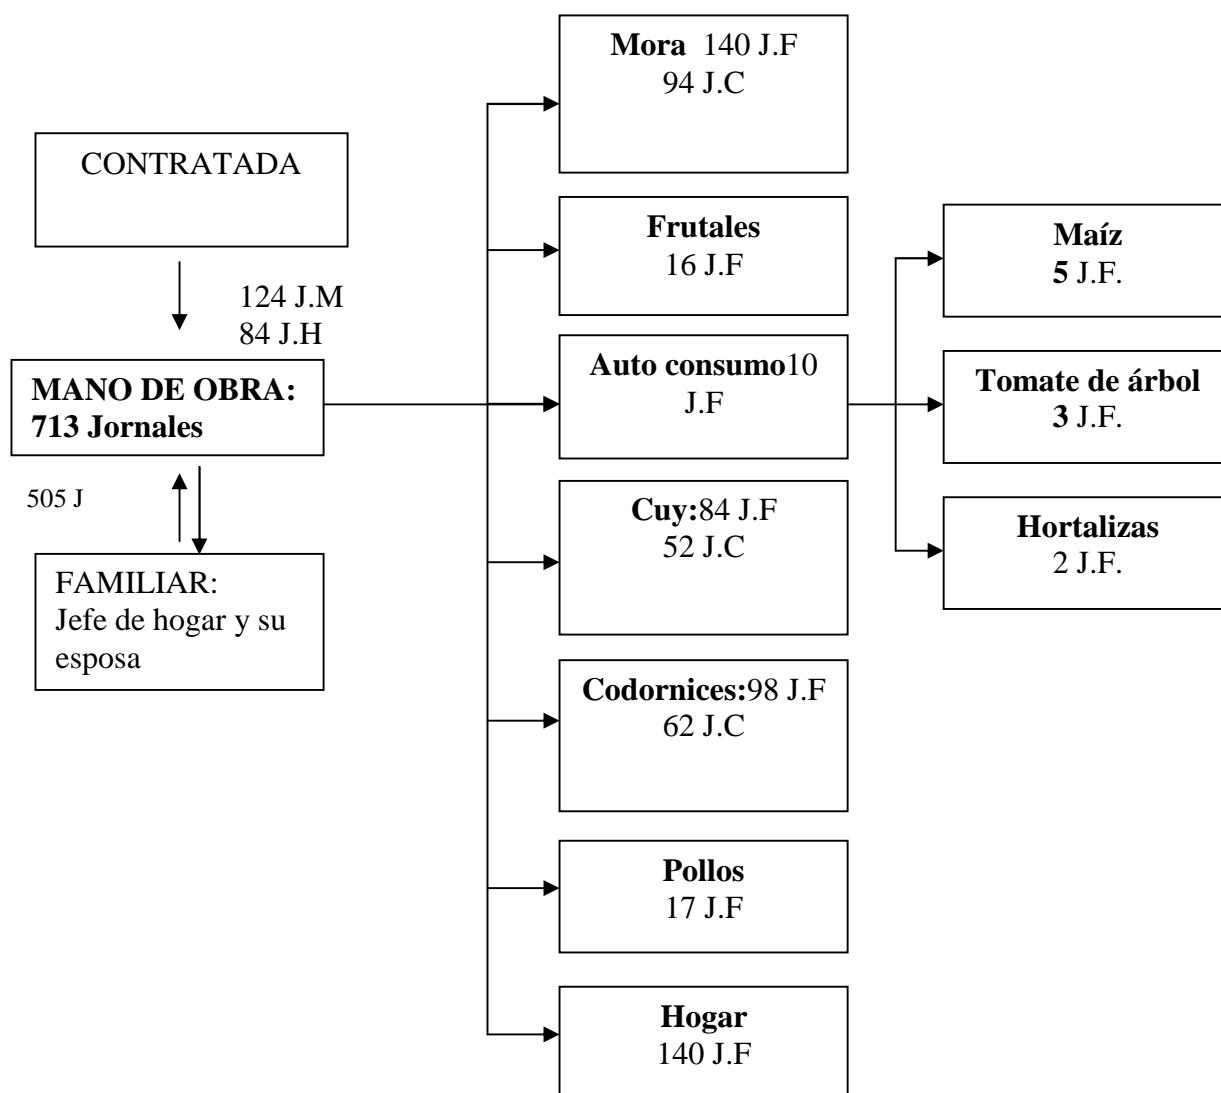 CONTRATADA
124 J.M
84 J.H
MANO DE OBRA:
713 Jornales
505 J
FAMILIAR:
Jefe de hogar y su
esposa
Mora 140 J.F
94 J.C
Frutales
16 J.F
Auto consumo10
J.F
Cuy:84 J.F
52 J.C
Codornices:98 J.F
62 J.C
Pollos
17 J.F
Hogar
140 J.F
Maíz
5 J.F.
Tomate de árbol
3 J.F.
Hortalizas
2 J.F.